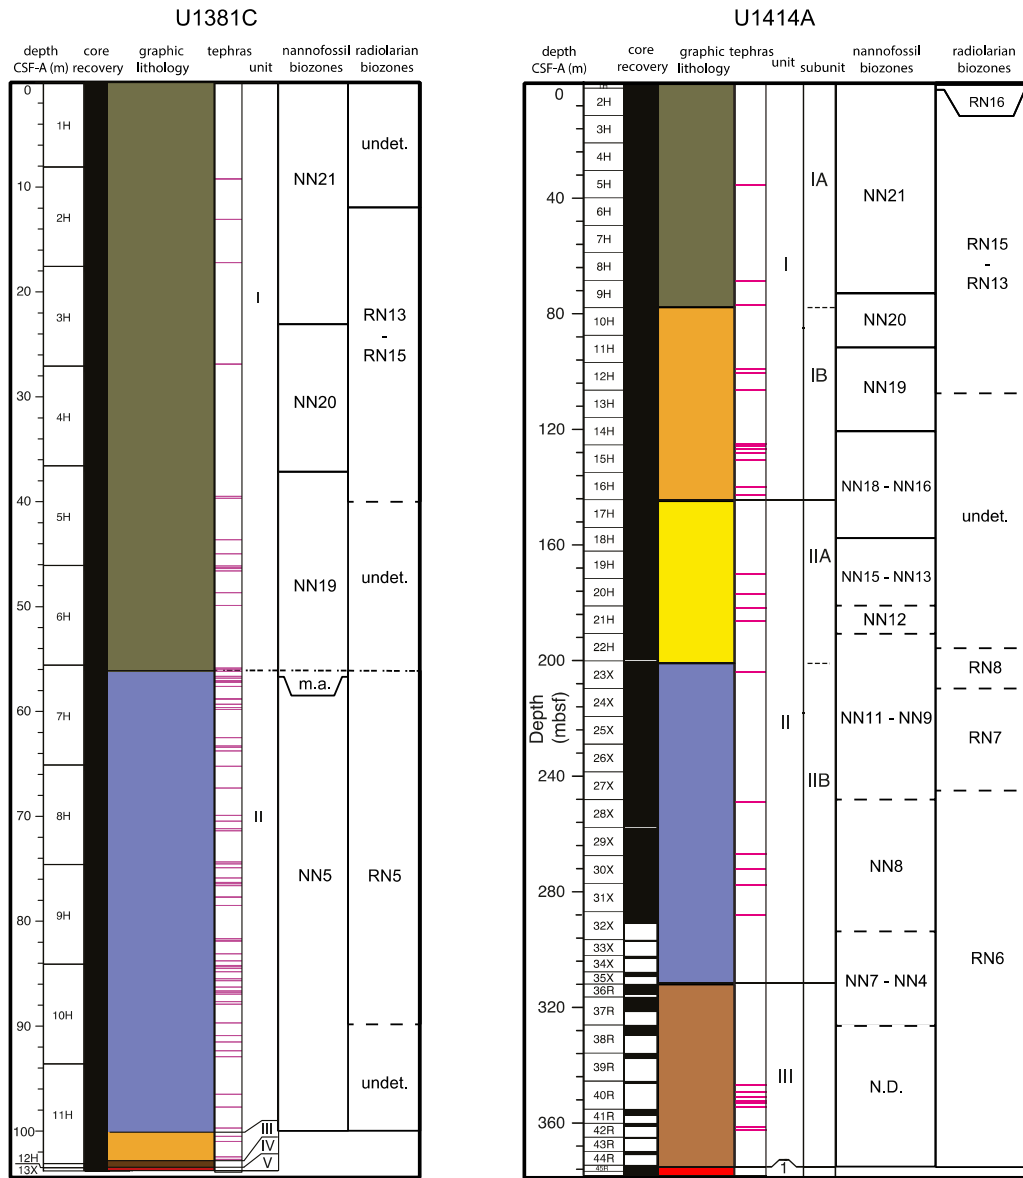 U1381C
depth
CSF-A (m)
core
recovery
graphic
lithology
tephras
unit
nannofossil
biozones
radiolarian
biozones
0
10
20
30
40
50
60
70
80
90
100
1H
2H
3H
4H
5H
6H
7H
8H
9H
10H
11H
12H
13X
I
II
III
IV
V
NN21
NN20
NN19
m.a.
NN5
undet.
RN13
-
RN15
undet.
RN5
undet.
U1414A
depth
CSF-A (m)
core
recovery
graphic
lithology
tephras
unit
subunit
nannofossil
biozones
radiolarian
biozones
0
40
80
120
160
200
240
280
320
360
Depth
(mbsf)
2H
3H
4H
5H
6H
7H
8H
9H
10H
11H
12H
13H
14H
15H
16H
17H
18H
19H
20H
21H
22H
23X
24X
25X
26X
27X
28X
29X
30X
31X
32X
33X
34X
35X
36R
37R
38R
39R
40R
41R
42R
43R
44R
45R
I
II
III
1
IA
IB
IIA
IIB
NN21
NN20
NN19
NN18 - NN16
NN15 - NN13
NN12
NN11 - NN9
NN8
NN7 - NN4
N.D.
RN16
RN15
-
RN13
undet.
RN8
RN7
RN6